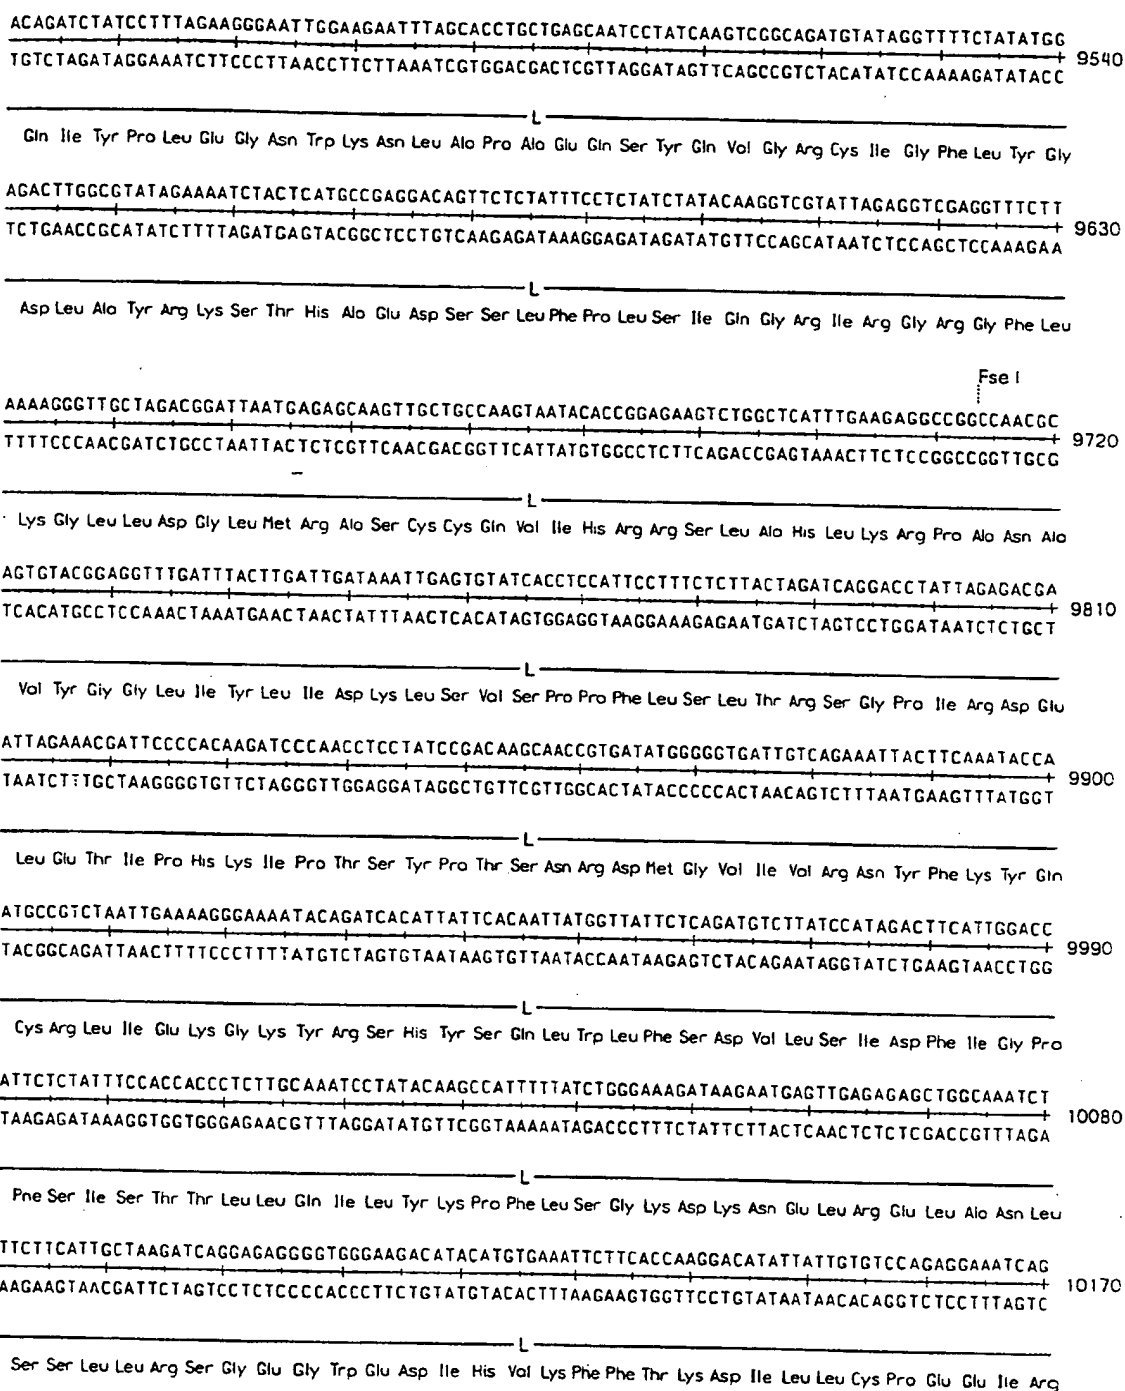 ACAGATCTATCCTTTAGAAGGGAATTGGAAGAATTTAGCACCTGCTGAGCAATCCTATCAAGTCGGCAGATGTATAGGTTTTCTATATGG
9540
TGTCTAGATAGGAAATCTTCCCTTAACCTTCTTAAATCGTGGACGACTCGTTAGGATAGTTCAGCCGTCTACATATCCAAAAGATATACC
L
Gln Ile Tyr Pro Leu Glu Gly Asn Trp Lys Asn Leu Ala Pro Ala Glu Gln Ser Tyr Gln Val Gly Arg Cys Ile Gly Phe Leu Tyr Gly
AGACTTGGCGTATAGAAAATCTACTCATGCCGAGGACAGTTCTCTATTTCCTCTATCTATACAAGGTCGTATTAGAGGTCGAGGTTTCTT
9630
TCTGAACCGCATATCTTTTAGATGAGTACGGCTCCTGTCAAGAGATAAAGGAGATAGATATGTTCCAGCATAATCTCCAGCTCCAAAGAA
L
Asp Leu Ala Tyr Arg Lys Ser Thr His Ala Glu Asp Ser Ser Leu Phe Pro Leu Ser Ile Gln Gly Arg Ile Arg Gly Arg Gly Phe Leu
Fse I
AAAAGGGTTGCTAGACGGATTAATGAGAGCAAGTTGCTGCCAAGTAATACACCGGAGAAGTCTGGCTCATTTGAAGAGGCCGGCCAACGC
9720
TTTTCCCAACGATCTGCCTAATTACTCTCGTTCAACGACGGTTCATTATGTGGCCTCTTCAGACCGAGTAAACTTCTCCGGCCGGTTGCG
L
Lys Gly Leu Leu Asp Gly Leu Met Arg Ala Ser Cys Cys Gln Val Ile His Arg Arg Ser Leu Ala His Leu Lys Arg Pro Ala Asn Ala
AGTGTACGGAGGTTTGATTTACTTGATTGATAAATTGAGTGTATCACCTCCATTCCTTTCTCTTACTAGATCAGGACCTATTAGAGACGA
9810
TCACATGCCTCCAAACTAAATGAACTAACTATTTAACTCACATAGTGGAGGTAAGGAAAGAGAATGATCTAGTCCTGGATAATCTCTGCT
L
Val Tyr Gly Gly Leu Ile Tyr Leu Ile Asp Lys Leu Ser Val Ser Pro Pro Phe Leu Ser Leu Thr Arg Ser Gly Pro Ile Arg Asp Glu
ATTAGAAACGATTCCCCACAAGATCCCAACCTCCTATCCGACAAGCAACCGTGATATGGGGGTGATTGTCAGAAATTACTTCAAATACCA
9900
TAATCTTTGCTAAGGGGTGTTCTAGGGTTGGAGGATAGGCTGTTCGTTGGCACTATACCCCCACTAACAGTCTTTAATGAAGTTTATGGT
L
Leu Glu Thr Ile Pro His Lys Ile Pro Thr Ser Tyr Pro Thr Ser Asn Arg Asp Met Gly Val Ile Val Arg Asn Tyr Phe Lys Tyr Gln
ATGCCGTCTAATTGAAAAGGGAAAATACAGATCACATTATTCACAATTATGGTTATTCTCAGATGTCTTATCCATAGACTTCATTGGACC
9990
TACGGCAGATTAACTTTTCCCTTTTATGTCTAGTGTAATAAGTGTTAATACCAATAAGAGTCTACAGAATAGGTATCTGAAGTAACCTGG
L
Cys Arg Leu Ile Glu Lys Gly Lys Tyr Arg Ser His Tyr Ser Gln Leu Trp Leu Phe Ser Asp Val Leu Ser Ile Asp Phe Ile Gly Pro
ATTCTCTATTTCCACCACCCTCTTGCAAATCCTATACAAGCCATTTTTATCTGGGAAAGATAAGAATGAGTTGAGAGAGCTGGCAAATCT
10080
TAAGAGATAAAGGTGGTGGGAGAACGTTTAGGATATGTTCGGTAAAAATAGACCCTTTCTATTCTTACTCAACTCTCTCGACCGTTTAGA
L
Phe Ser Ile Ser Thr Thr Leu Leu Gln Ile Leu Tyr Lys Pro Phe Leu Ser Gly Lys Asp Lys Asn Glu Leu Arg Glu Leu Ala Asn Leu
TTCTTCATTGCTAAGATCAGGAGAGGGGTGGGAAGACATACATGTGAAATTCTTCACCAAGGACATATTATTGTGTCCAGAGGAAATCAG
10170
AAGAAGTAACGATTCTAGTCCTCTCCCCACCCTTCTGTATGTACACTTTAAGAAGTGGTTCCTGTATAATAACACAGGTCTCCTTTAGTC
L
Ser Ser Leu Leu Arg Ser Gly Glu Gly Trp Glu Asp Ile His Val Lys Phe Phe Thr Lys Asp Ile Leu Leu Cys Pro Glu Glu Ile Arg